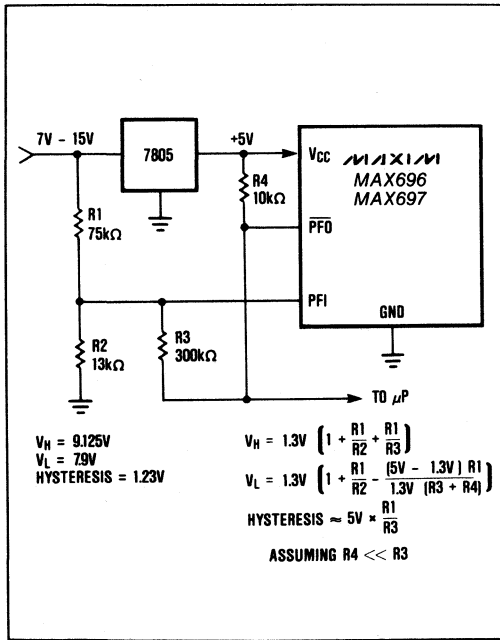 7V – 15V
7805
+5V
VCC MAXIM
MAX696
MAX697
R4
10kΩ
R1
75kΩ
PFO
PFI
GND
R2
13kΩ
R3
300kΩ
TO μP
VH = 9.125V
VL = 7.9V
HYSTERESIS = 1.23V
VH = 1.3V (1 + R1/R2 + R1/R3)
VL = 1.3V (1 + R1/R2 – (5V – 1.3V) R1/1.3V (R3 + R4))
HYSTERESIS ≈ 5V × R1/R3
ASSUMING R4 << R3